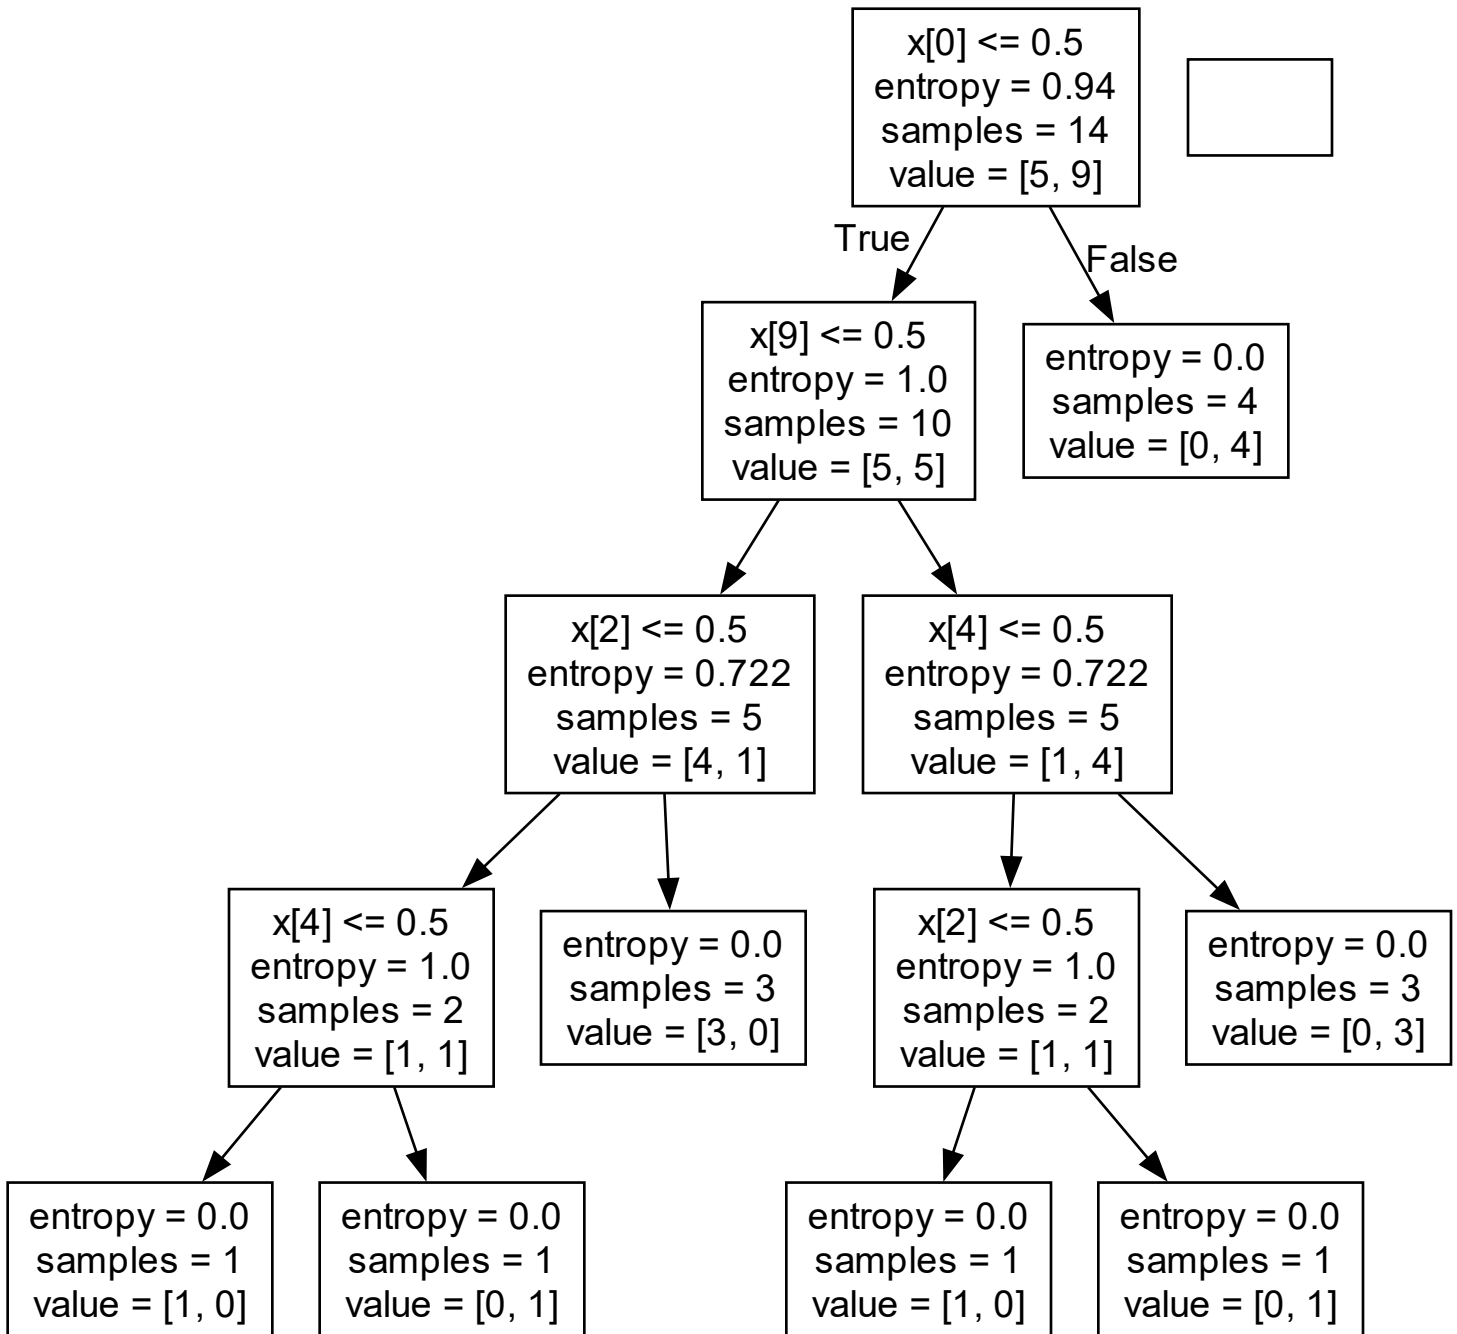 x[0] <= 0.5
entropy = 0.94
samples = 14
value = [5, 9]
True
False
x[9] <= 0.5
entropy = 1.0
samples = 10
value = [5, 5]
entropy = 0.0
samples = 4
value = [0, 4]
x[2] <= 0.5
entropy = 0.722
samples = 5
value = [4, 1]
x[4] <= 0.5
entropy = 0.722
samples = 5
value = [1, 4]
x[4] <= 0.5
entropy = 1.0
samples = 2
value = [1, 1]
entropy = 0.0
samples = 3
value = [3, 0]
x[2] <= 0.5
entropy = 1.0
samples = 2
value = [1, 1]
entropy = 0.0
samples = 3
value = [0, 3]
entropy = 0.0
samples = 1
value = [1, 0]
entropy = 0.0
samples = 1
value = [0, 1]
entropy = 0.0
samples = 1
value = [1, 0]
entropy = 0.0
samples = 1
value = [0, 1]